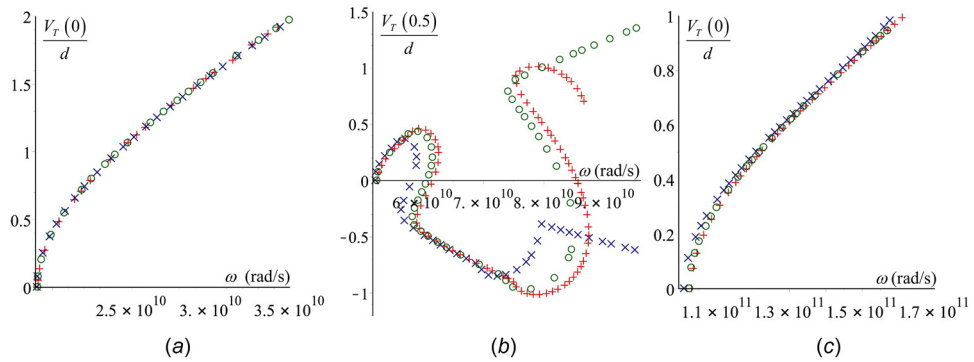 2
V_T (0)
d
1.5
1
0.5
0
ω (rad/s)
2.5 × 10^10
3. × 10^10
3.5 × 10^10
(a)
1.5
V_T (0.5)
d
1
0.5
0
ω (rad/s)
6 × 10^10
7. × 10^10
8. × 10^10
9. × 10^10
−0.5
−1
(b)
1
V_T (0)
d
0.8
0.6
0.4
0.2
0
ω (rad/s)
1.1 × 10^11
1.3 × 10^11
1.5 × 10^11
1.7 × 10^11
(c)